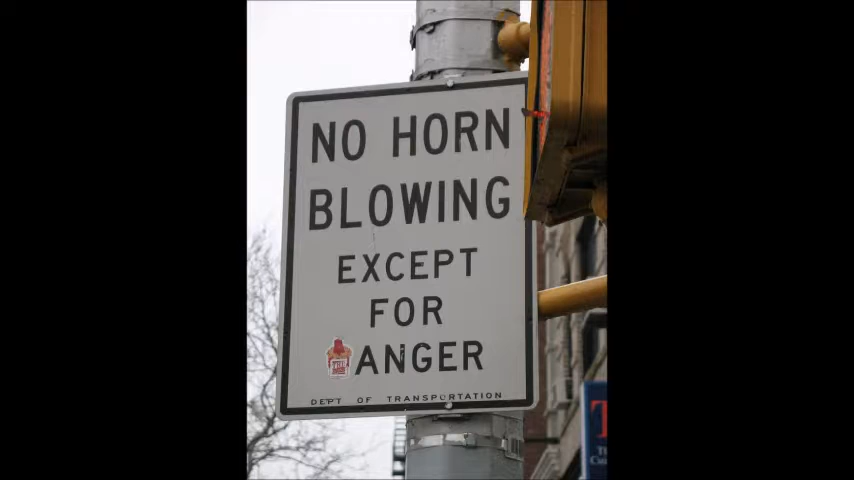 NO HORN
BLOWING
EXCEPT
FOR
ANGER
DEPT OF TRANSPORTATION
T